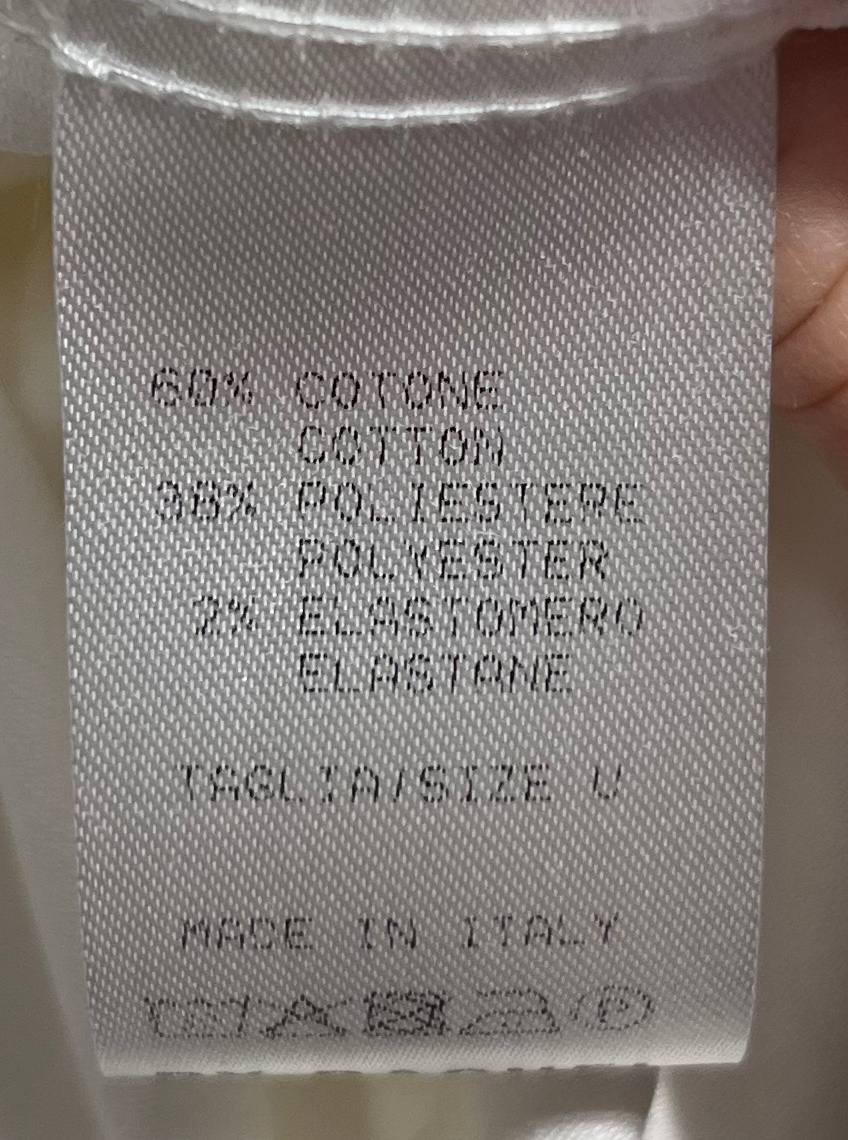 60% COTONE
COTTON
38% POLIESTERE
POLYESTER
2% ELASTOMERO
ELASTANE
TAGLIA/SIZE U
MADE IN ITALY
P